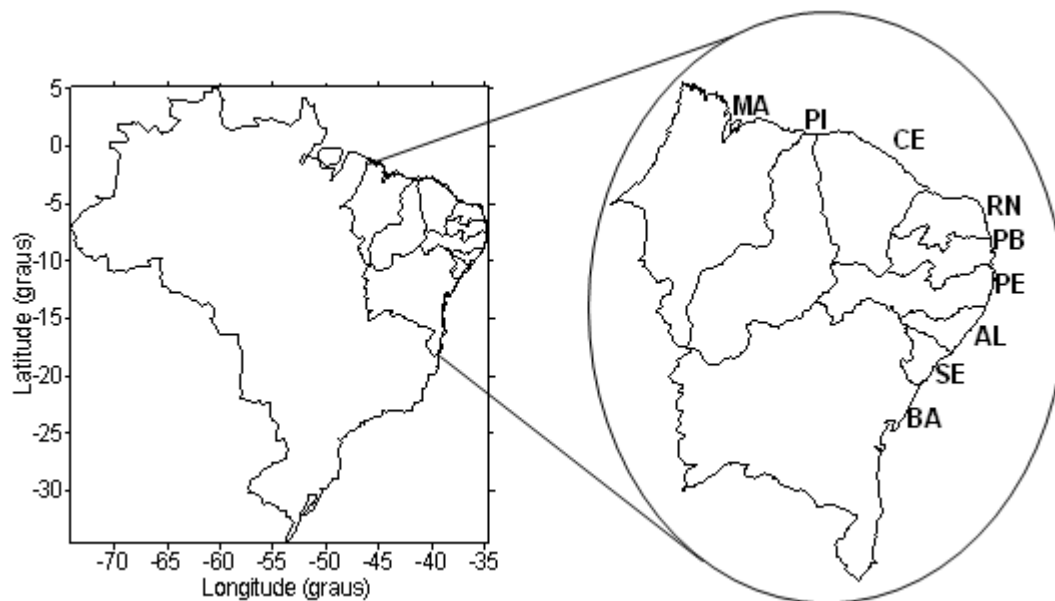 5
0
-5
-10
-15
-20
-25
-30
Latitude (graus)
-70 -65 -60 -55 -50 -45 -40 -35
Longitude (graus)
MA
PI
CE
RN
PB
PE
AL
SE
BA